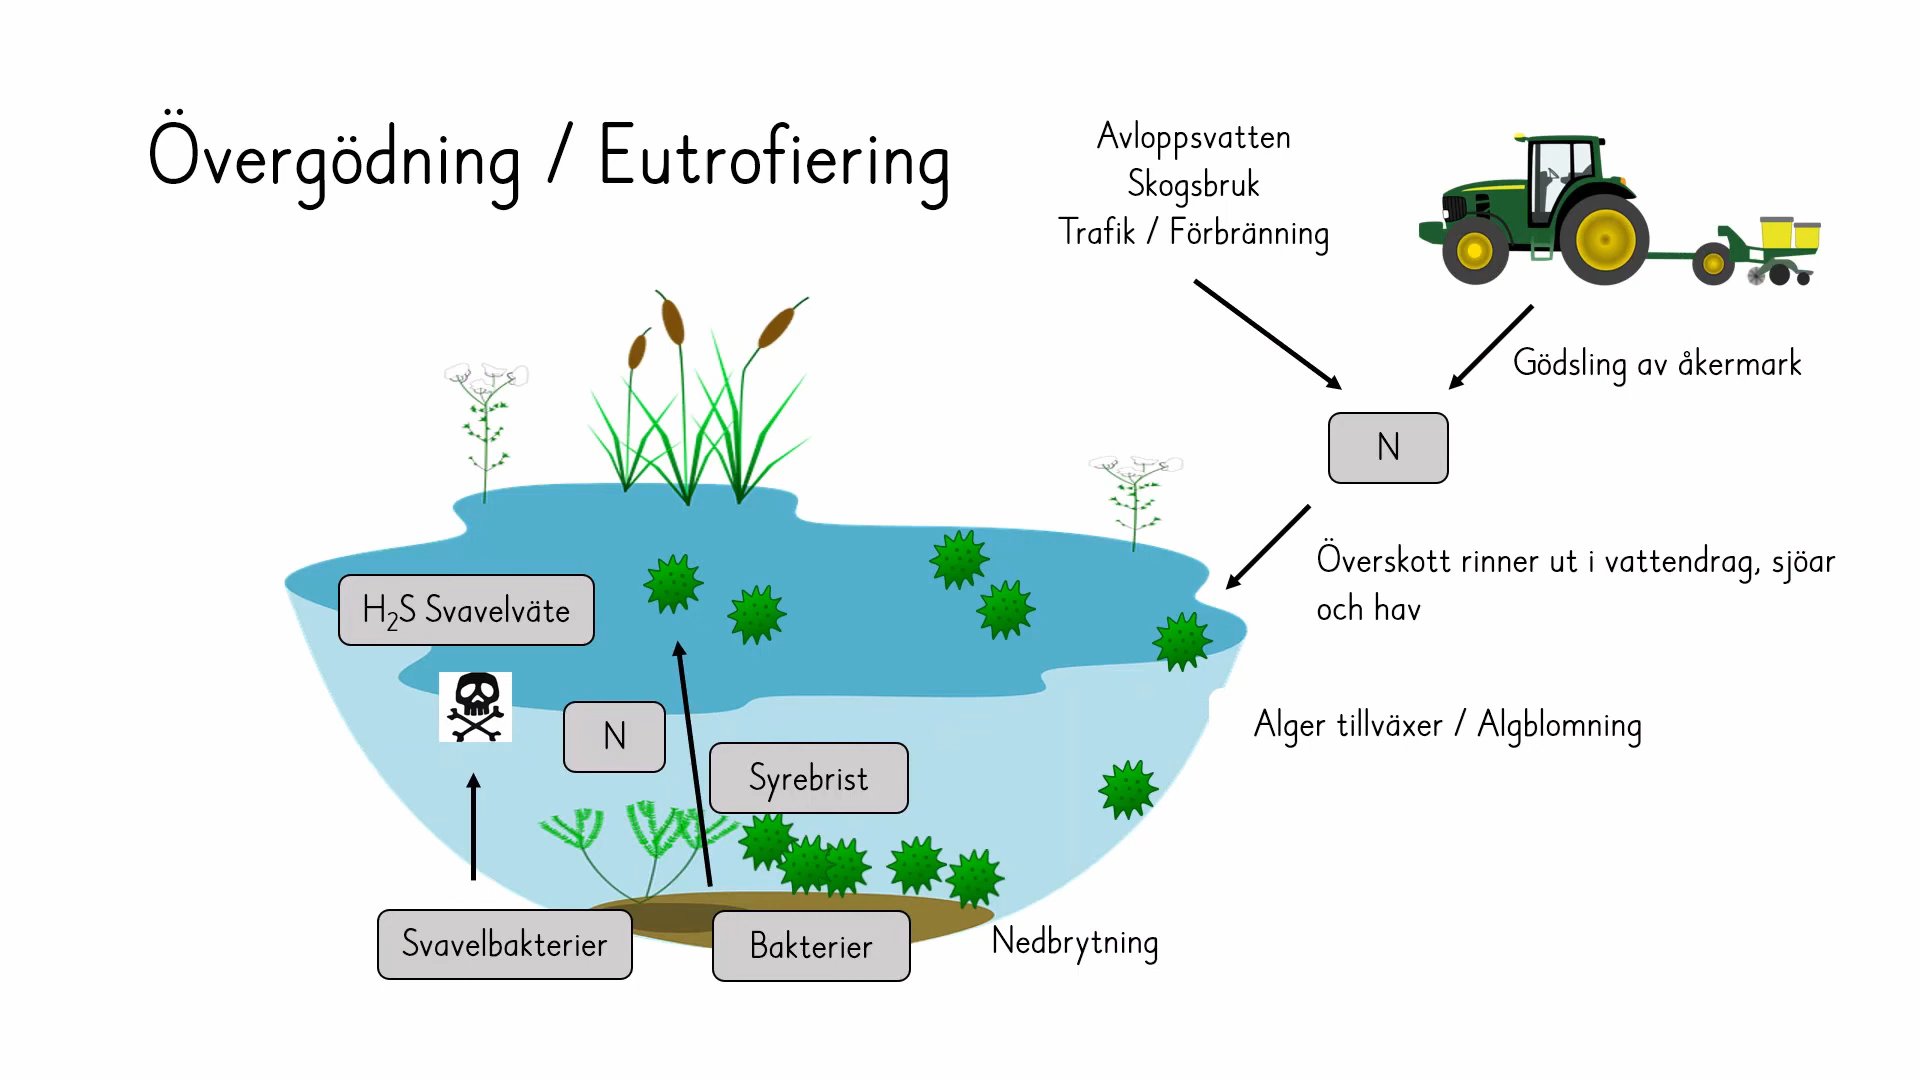 Övergödning / Eutrofiering
Avloppsvatten
Skogsbruk
Trafik / Förbränning
Gödsling av åkermark
N
Överskott rinner ut i vattendrag, sjöar
och hav
H₂S Svavelväte
Alger tillväxer / Algblomning
N
Syrebrist
Svavelbakterier
Bakterier
Nedbrytning